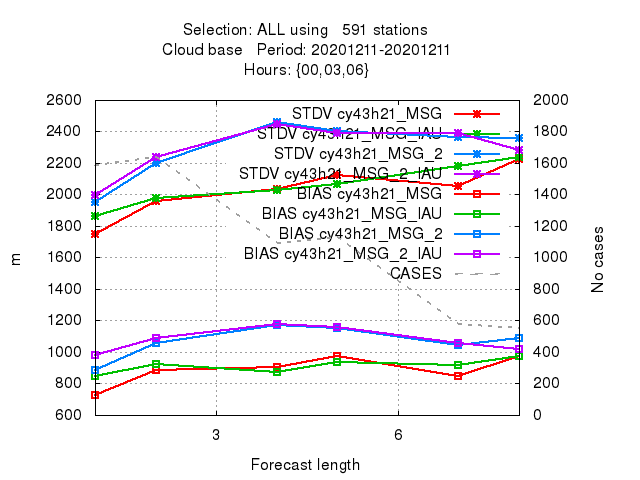 Selection: ALL using   591 stations
Cloud base   Period: 20201211-20201211
Hours: {00,03,06}
2600
2400
2200
2000
1800
1600
1400
1200
1000
800
600
m
2000
1800
1600
1400
1200
1000
800
600
400
200
0
No cases
STDV cy43h21_MSG
STDV cy43h21_MSG_IAU
STDV cy43h21_MSG_2
STDV cy43h21_MSG_2_IAU
BIAS cy43h21_MSG
BIAS cy43h21_MSG_IAU
BIAS cy43h21_MSG_2
BIAS cy43h21_MSG_2_IAU
CASES
3 6
Forecast length